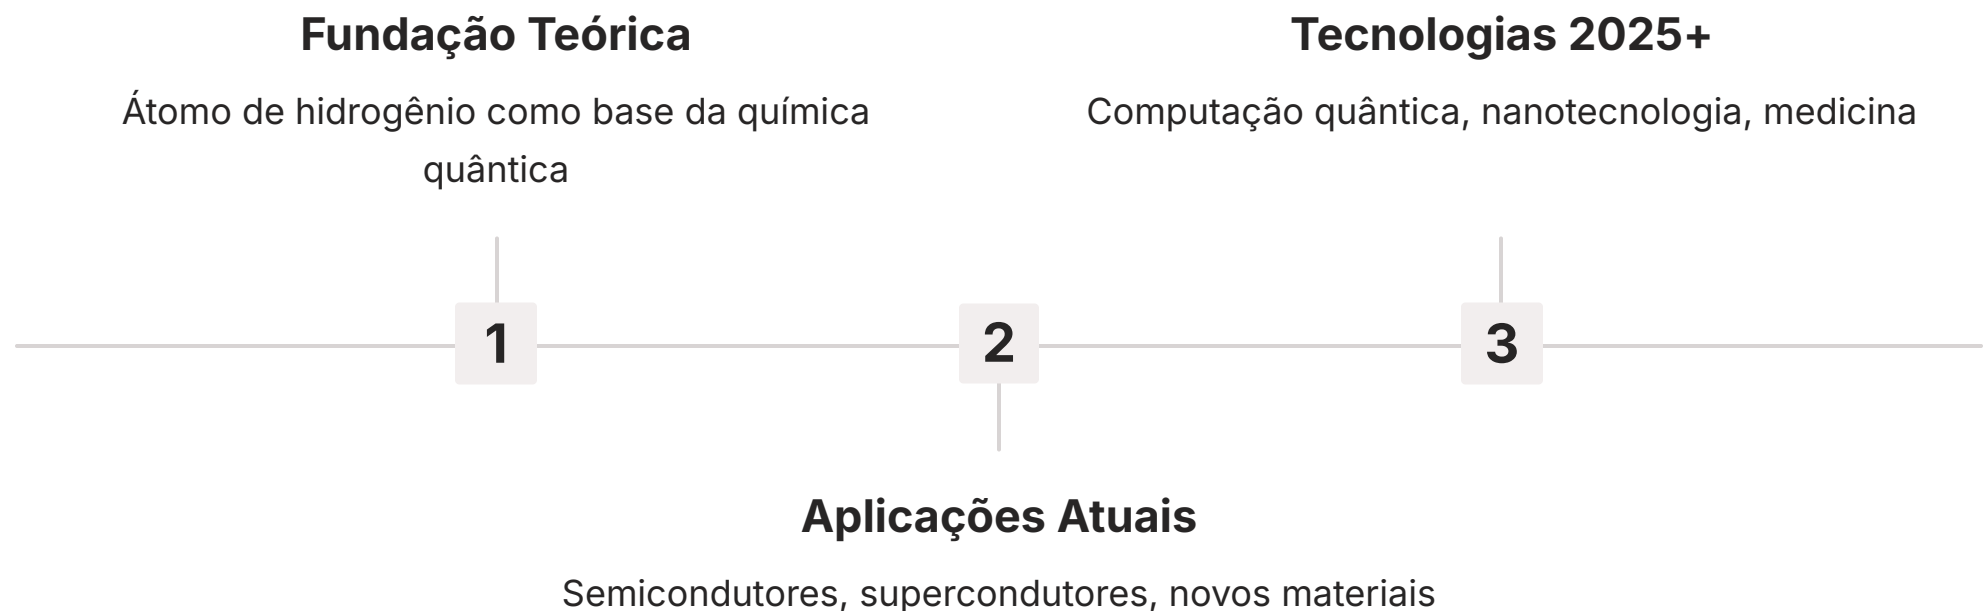 Fundação Teórica
Átomo de hidrogênio como base da química
quântica
Tecnologias 2025+
Computação quântica, nanotecnologia, medicina
1
2
3
Aplicações Atuais
Semicondutores, supercondutores, novos materiais